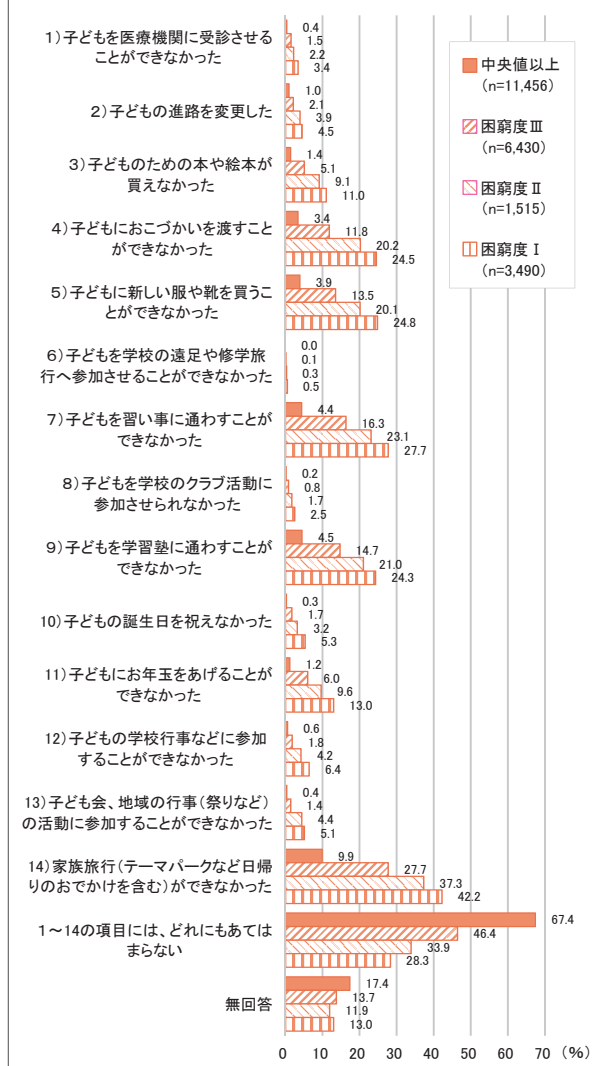 1）子どもを医療機関に受診させる
ことができなかった
0.4
1.5
2.2
3.4
2）子どもの進路を変更した
1.0
2.1
3.9
4.5
3）子どものための本や絵本が
買えなかった
1.4
5.1
9.1
11.0
4）子どもにおこづかいを渡すこと
ができなかった
3.4
11.8
20.2
24.5
5）子どもに新しい服や靴を買うこ
とができなかった
3.9
13.5
20.1
24.8
6）子どもを学校の遠足や修学旅
行へ参加させることができなかった
0.0
0.1
0.3
0.5
7）子どもを習い事に通わすことが
できなかった
4.4
16.3
23.1
27.7
8）子どもを学校のクラブ活動に
参加させられなかった
0.2
0.8
1.7
2.5
9）子どもを学習塾に通わすことが
できなかった
4.5
14.7
21.0
24.3
10）子どもの誕生日を祝えなかった
0.3
1.7
3.2
5.3
11）子どもにお年玉をあげることが
できなかった
1.2
6.0
9.6
13.0
12）子どもの学校行事などに参加
することができなかった
0.6
1.8
4.2
6.4
13）子ども会、地域の行事（祭りなど）
の活動に参加することができなかった
0.4
1.4
4.4
5.1
14）家族旅行（テーマパークなど日帰
りのおでかけを含む）ができなかった
9.9
27.7
37.3
42.2
1～14の項目には、どれにもあては
まらない
67.4
46.4
33.9
28.3
無回答
17.4
13.7
11.9
13.0
0 10 20 30 40 50 60 70 （%）
中央値以上
（n=11,456）
困窮度Ⅲ
（n=6,430）
困窮度Ⅱ
（n=1,515）
困窮度Ⅰ
（n=3,490）